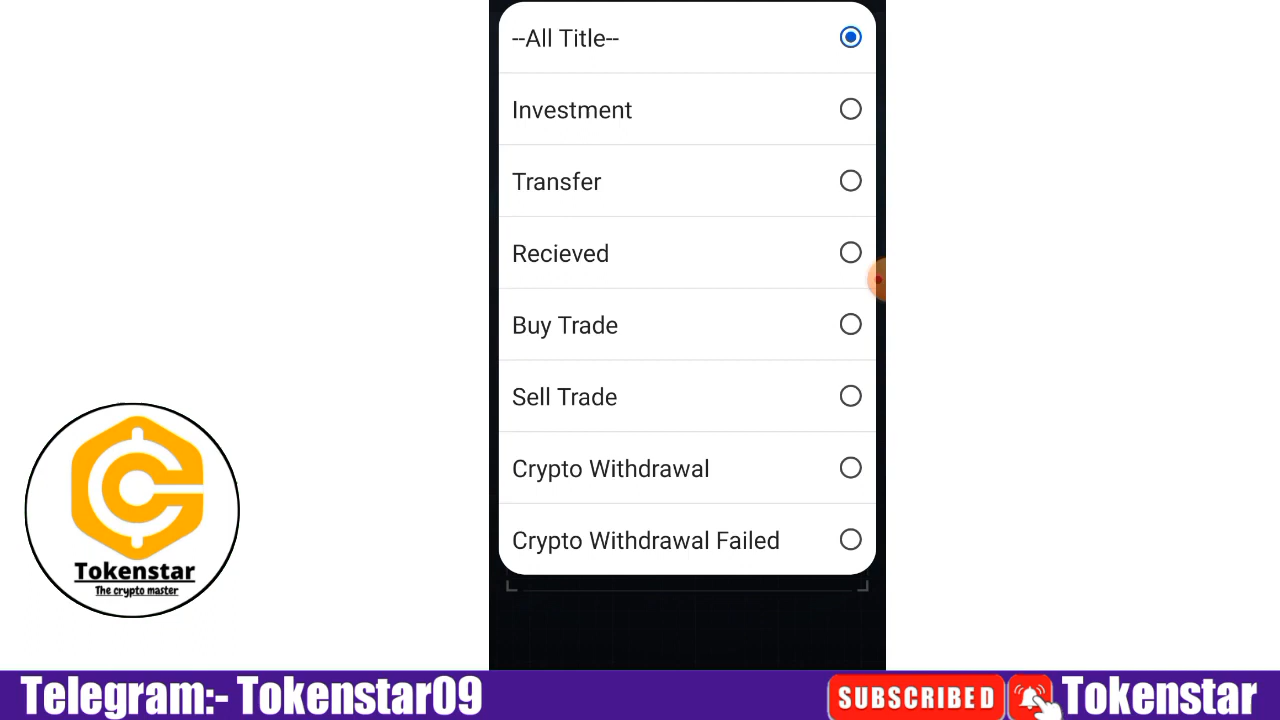 --All Title--
Investment
Transfer
Recieved
Buy Trade
Sell Trade
Crypto Withdrawal
Crypto Withdrawal Failed
Tokenstar
The crypto master
Telegram:- Tokenstar09
SUBSCRIBED
Tokenstar